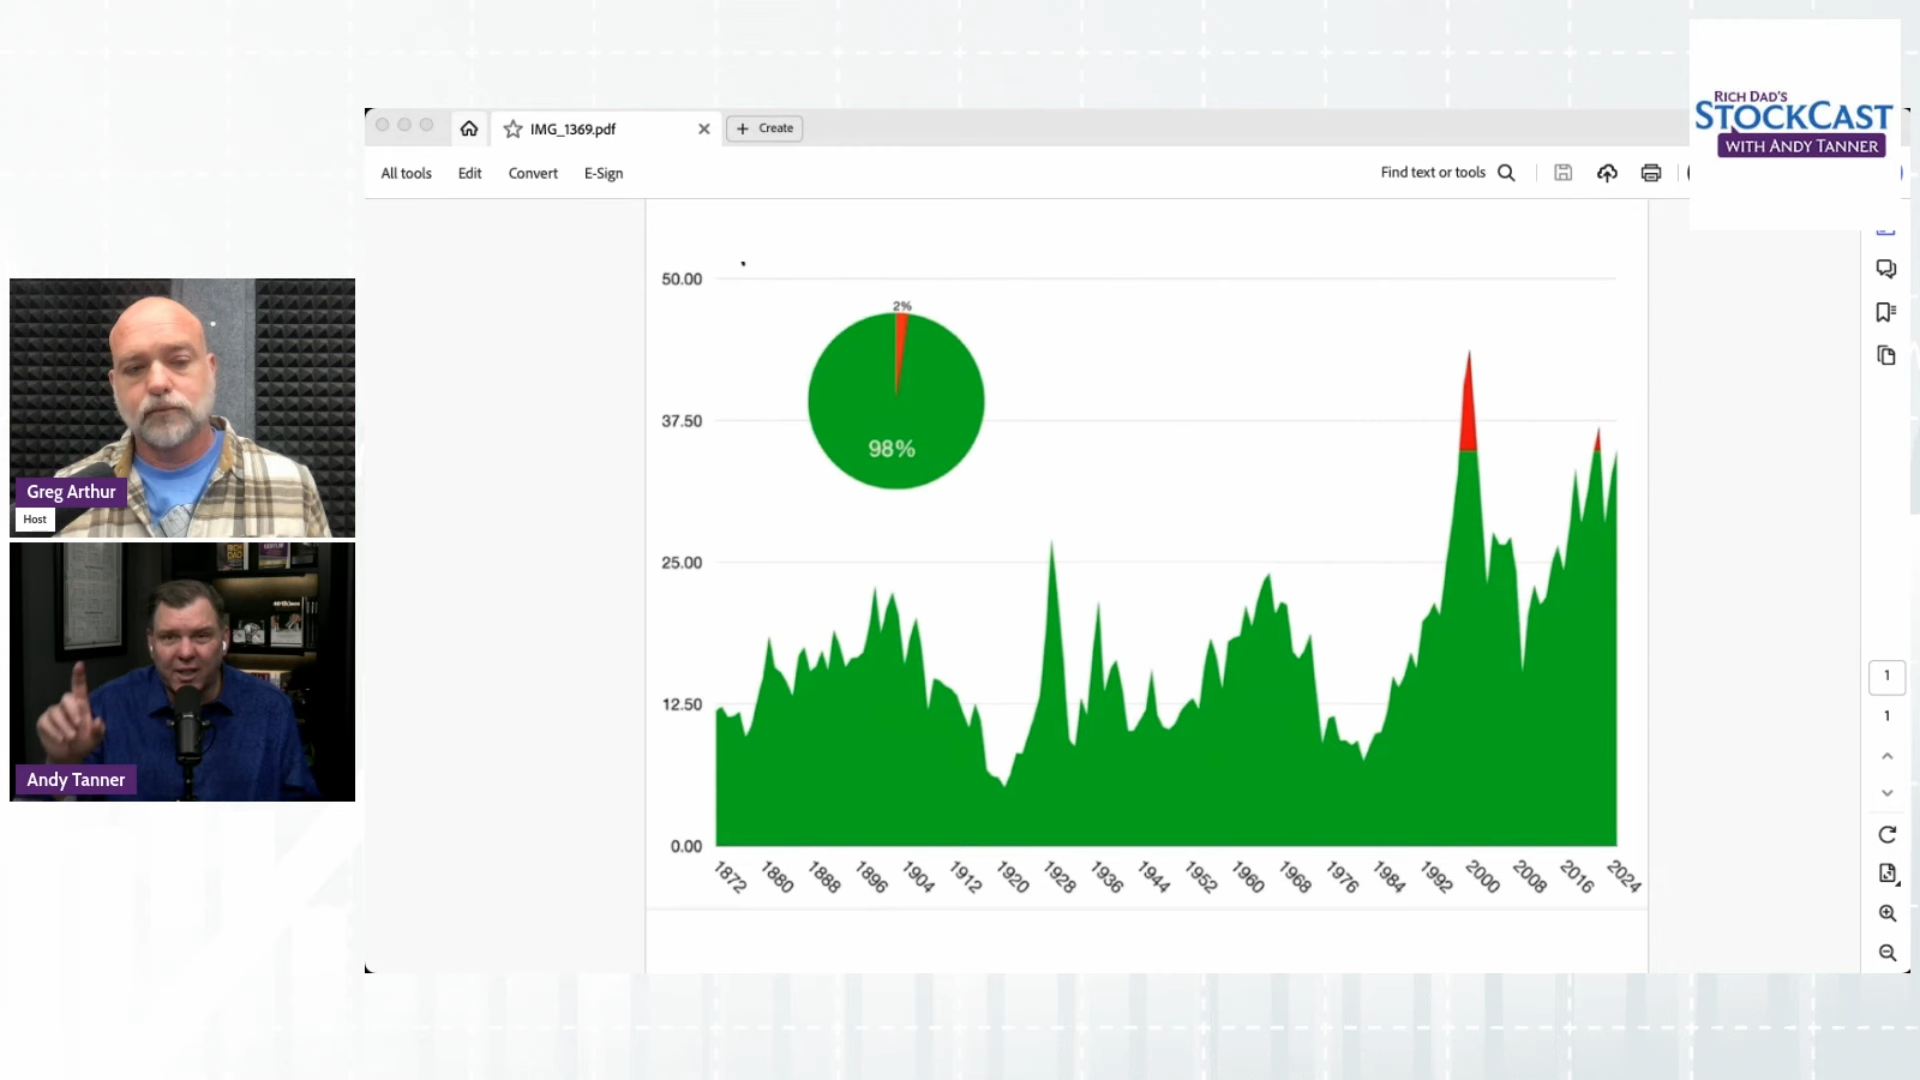 RICH DAD'S
STOCKCAST
WITH ANDY TANNER
IMG_1369.pdf
Create
All tools
Edit
Convert
E-Sign
Find text or tools
50.00
37.50
25.00
12.50
0.00
2%
98%
1872
1880
1888
1896
1904
1912
1920
1928
1936
1944
1952
1960
1968
1976
1984
1992
2000
2008
2016
2024
1
1
Greg Arthur
Host
RICH
DAD
Andy Tanner